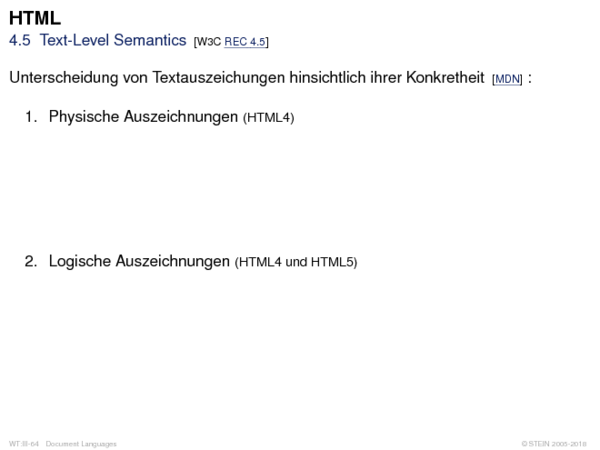 HTML
4.5 Text-Level Semantics [W3C REC 4.5]
Unterscheidung von Textauszeichungen hinsichtlich ihrer Konkretheit [MDN] :
1. Physische Auszeichnungen (HTML4)
2. Logische Auszeichnungen (HTML4 und HTML5)
WT:III-64 Document Languages © STEIN 2005-2018